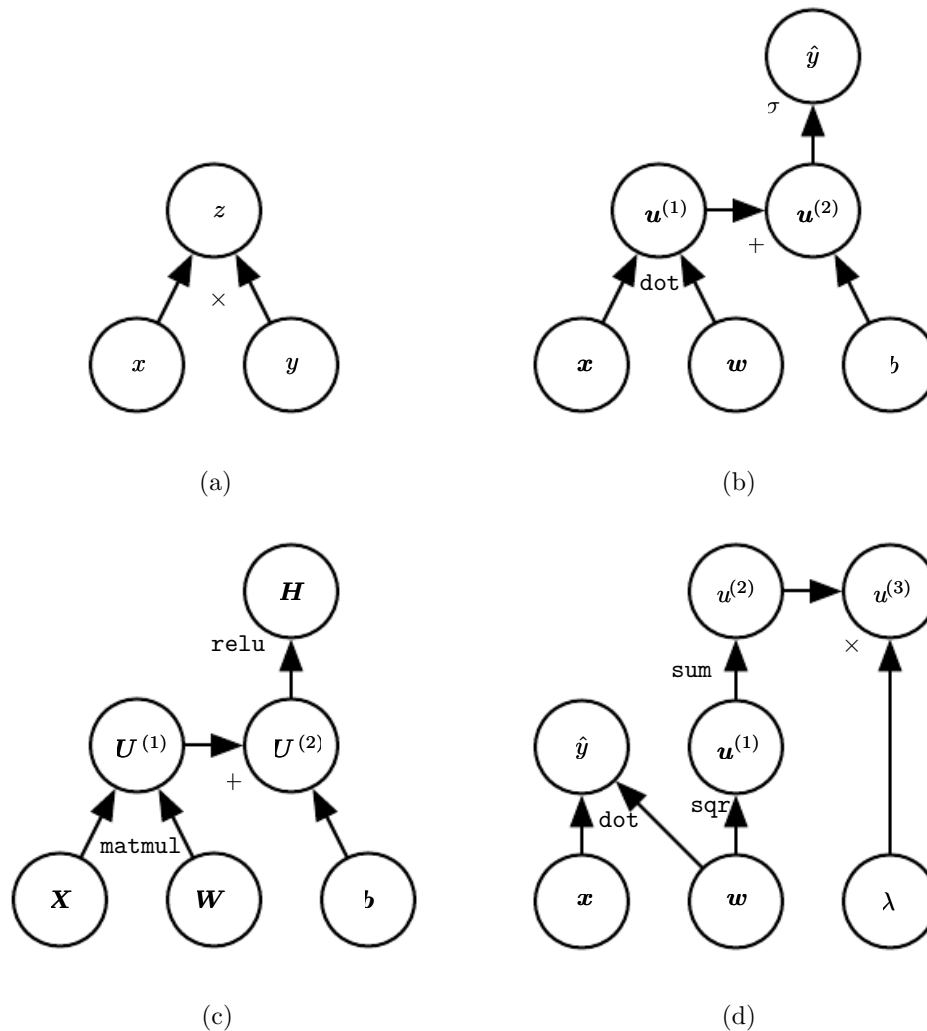 ŷ
σ
z
u(1)
u(2)
+
×
dot
x
y
x
w
b
(a)
(b)
H
u(2)
u(3)
relu
×
sum
U(1)
U(2)
ŷ
u(1)
+
sqr
dot
matmul
X
W
b
x
w
λ
(c)
(d)